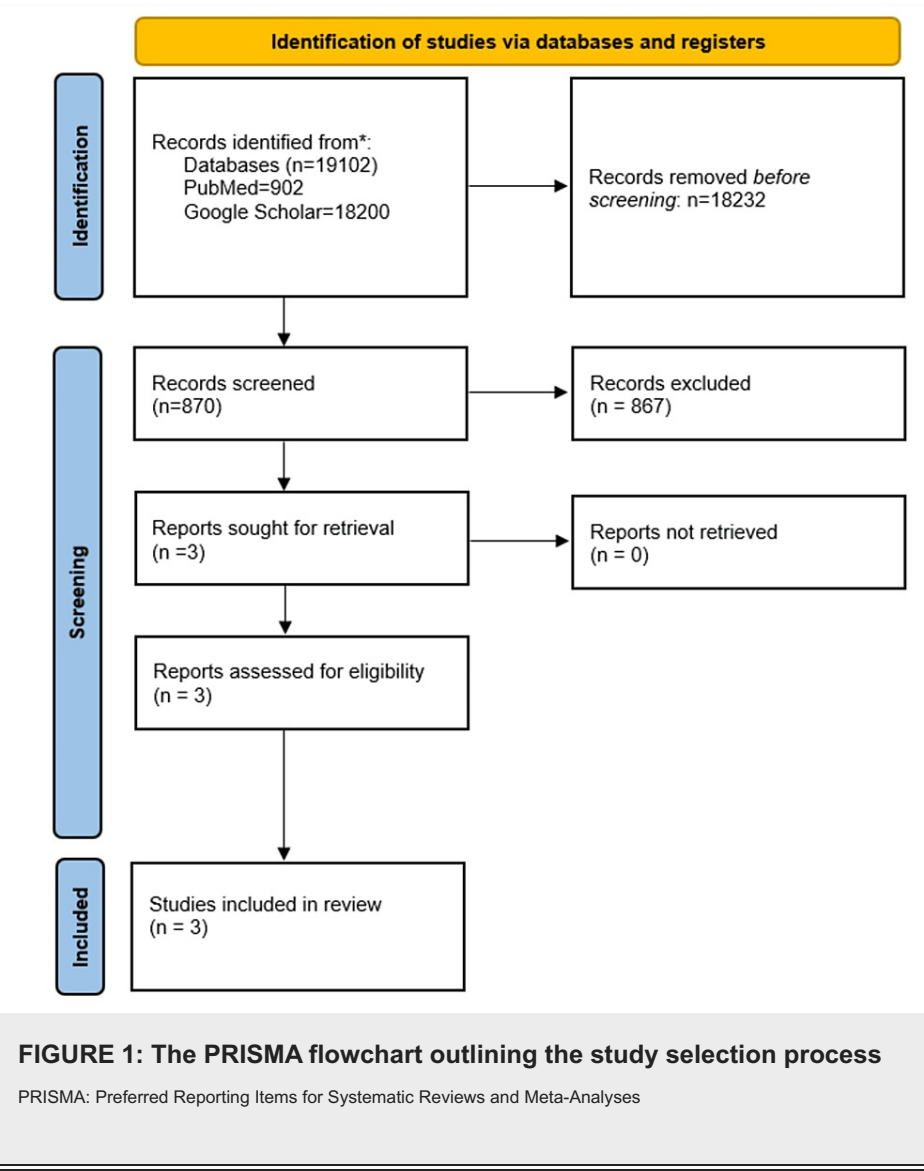 Identification of studies via databases and registers
Identification
Records identified from*:
Databases (n=19102)
PubMed=902
Google Scholar=18200
Records removed before
screening: n=18232
Screening
Records screened
(n=870)
Records excluded
(n = 867)
Reports sought for retrieval
(n =3)
Reports not retrieved
(n = 0)
Reports assessed for eligibility
(n = 3)
Included
Studies included in review
(n = 3)
FIGURE 1: The PRISMA flowchart outlining the study selection process
PRISMA: Preferred Reporting Items for Systematic Reviews and Meta-Analyses